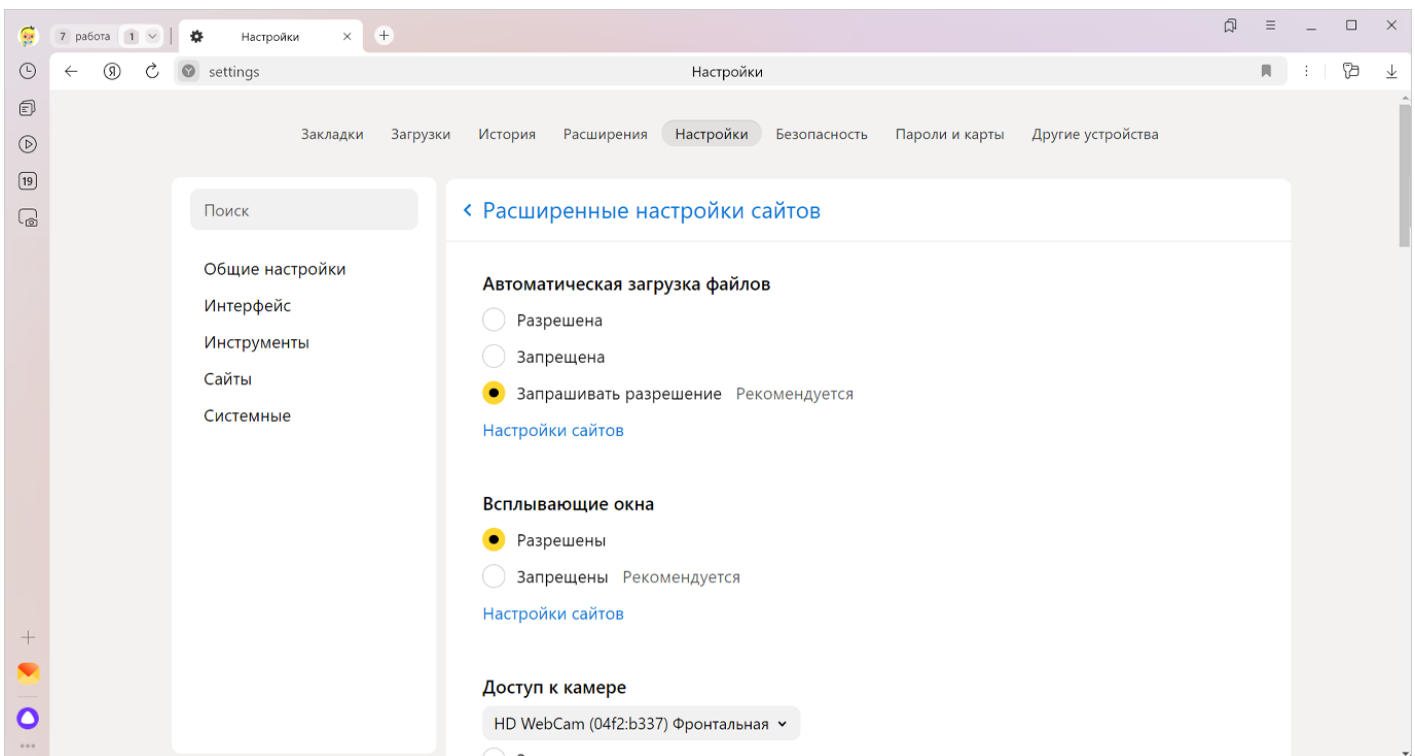 7 работа 1
Настройки
Я
settings
Настройки
19
Закладки Загрузки История Расширения Настройки Безопасность Пароли и карты Другие устройства
Поиск
Общие настройки
Интерфейс
Инструменты
Сайты
Системные
Расширенные настройки сайтов
Автоматическая загрузка файлов
Разрешена
Запрещена
Запрашивать разрешение Рекомендуется
Настройки сайтов
Всплывающие окна
Разрешены
Запрещены Рекомендуется
Настройки сайтов
Доступ к камере
HD WebCam (04f2:b337) Фронтальная